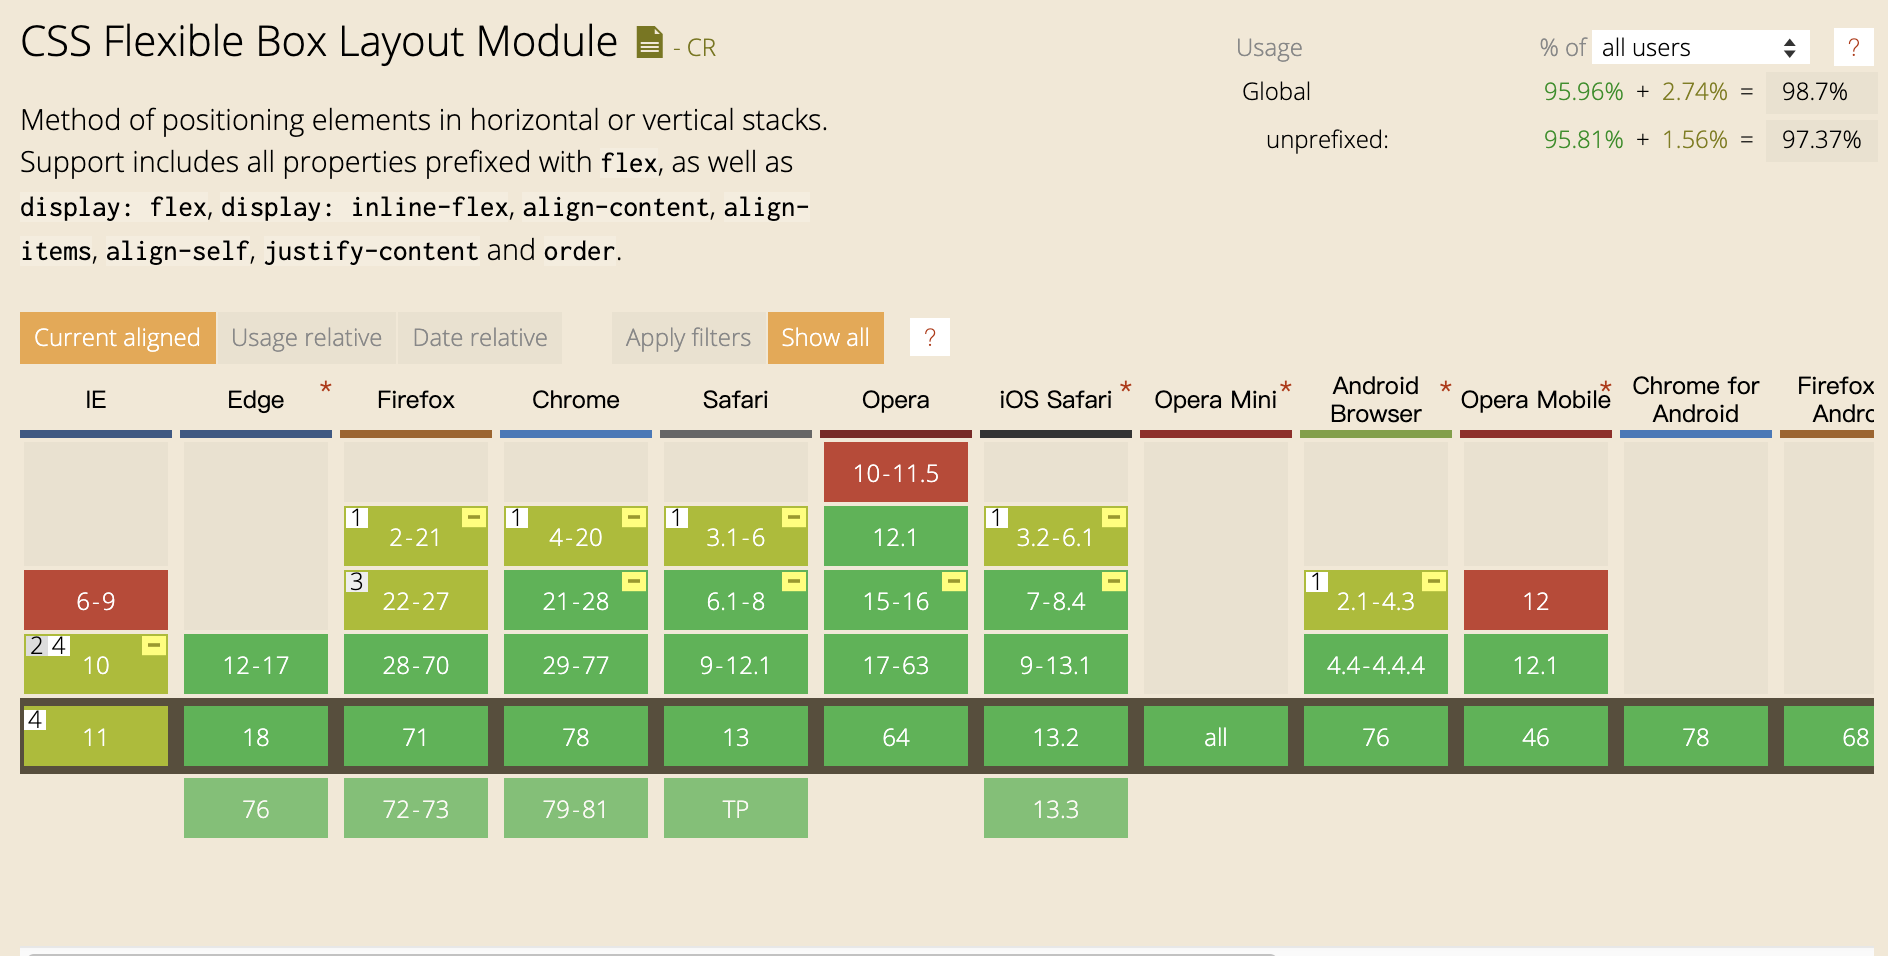 CSS Flexible Box Layout Module - CR
Usage % of all users ?
Global 95.96% + 2.74% = 98.7%
unprefixed: 95.81% + 1.56% = 97.37%
Method of positioning elements in horizontal or vertical stacks.
Support includes all properties prefixed with flex, as well as
display: flex, display: inline-flex, align-content, align-
items, align-self, justify-content and order.
Current aligned Usage relative Date relative Apply filters Show all ?
IE Edge * Firefox Chrome Safari Opera iOS Safari * Opera Mini * Android Browser * Opera Mobile * Chrome for Android Firefox Andro
10-11.5
1 2-21 - 1 4-20 - 1 3.1-6 - 12.1 1 3.2-6.1 -
6-9 3 22-27 21-28 - 6.1-8 - 15-16 - 7-8.4 - 1 2.1-4.3 - 12
2 4 10 - 12-17 28-70 29-77 9-12.1 17-63 9-13.1 4.4-4.4.4 12.1
4 11 18 71 78 13 64 13.2 all 76 46 78 68
76 72-73 79-81 TP 13.3